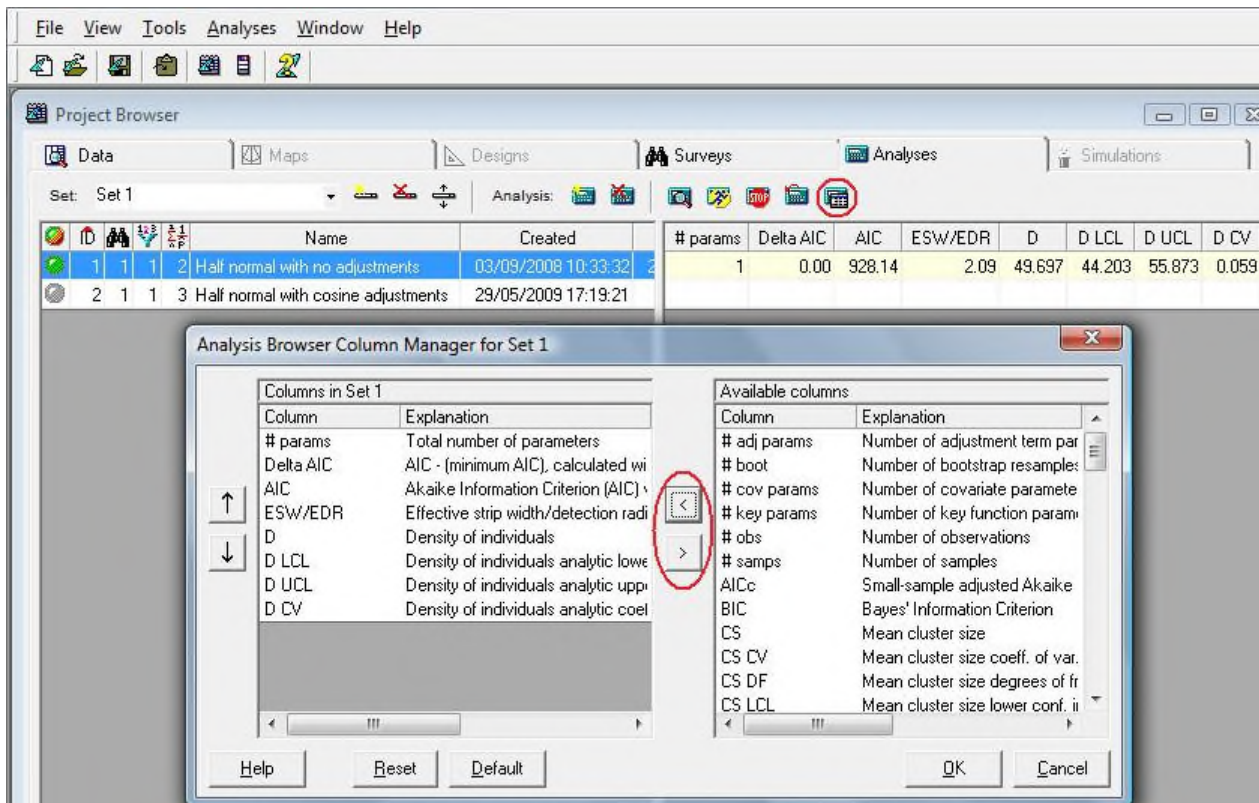 File View Tools Analyses Window Help
Project Browser
Data Maps Designs Surveys Analyses Simulations
Set: Set 1 Analysis: STOP
ID Name Created # params Delta AIC AIC ESW/EDR D D LCL D UCL D CV
1 1 1 2 Half normal with no adjustments 03/09/2008 10:33:32 2 1 0.00 928.14 2.09 49.697 44.203 55.873 0.059
2 1 1 3 Half normal with cosine adjustments 29/05/2009 17:19:21
Analysis Browser Column Manager for Set 1
Columns in Set 1
Column Explanation
# params Total number of parameters
Delta AIC AIC - (minimum AIC), calculated wi
AIC Akaike Information Criterion (AIC)
ESW/EDR Effective strip width/detection radi
D Density of individuals
D LCL Density of individuals analytic lowe
D UCL Density of individuals analytic upp
D CV Density of individuals analytic coef
< 
>
Available columns
Column Explanation
# adj params Number of adjustment term par
# boot Number of bootstrap resamples
# cov params Number of covariate paramete
# key params Number of key function param
# obs Number of observations
# samps Number of samples
AICc Small-sample adjusted Akaike
BIC Bayes' Information Criterion
CS Mean cluster size
CS CV Mean cluster size coeff. of var.
CS DF Mean cluster size degrees of fr
CS LCL Mean cluster size lower conf. i
Help Reset Default OK Cancel